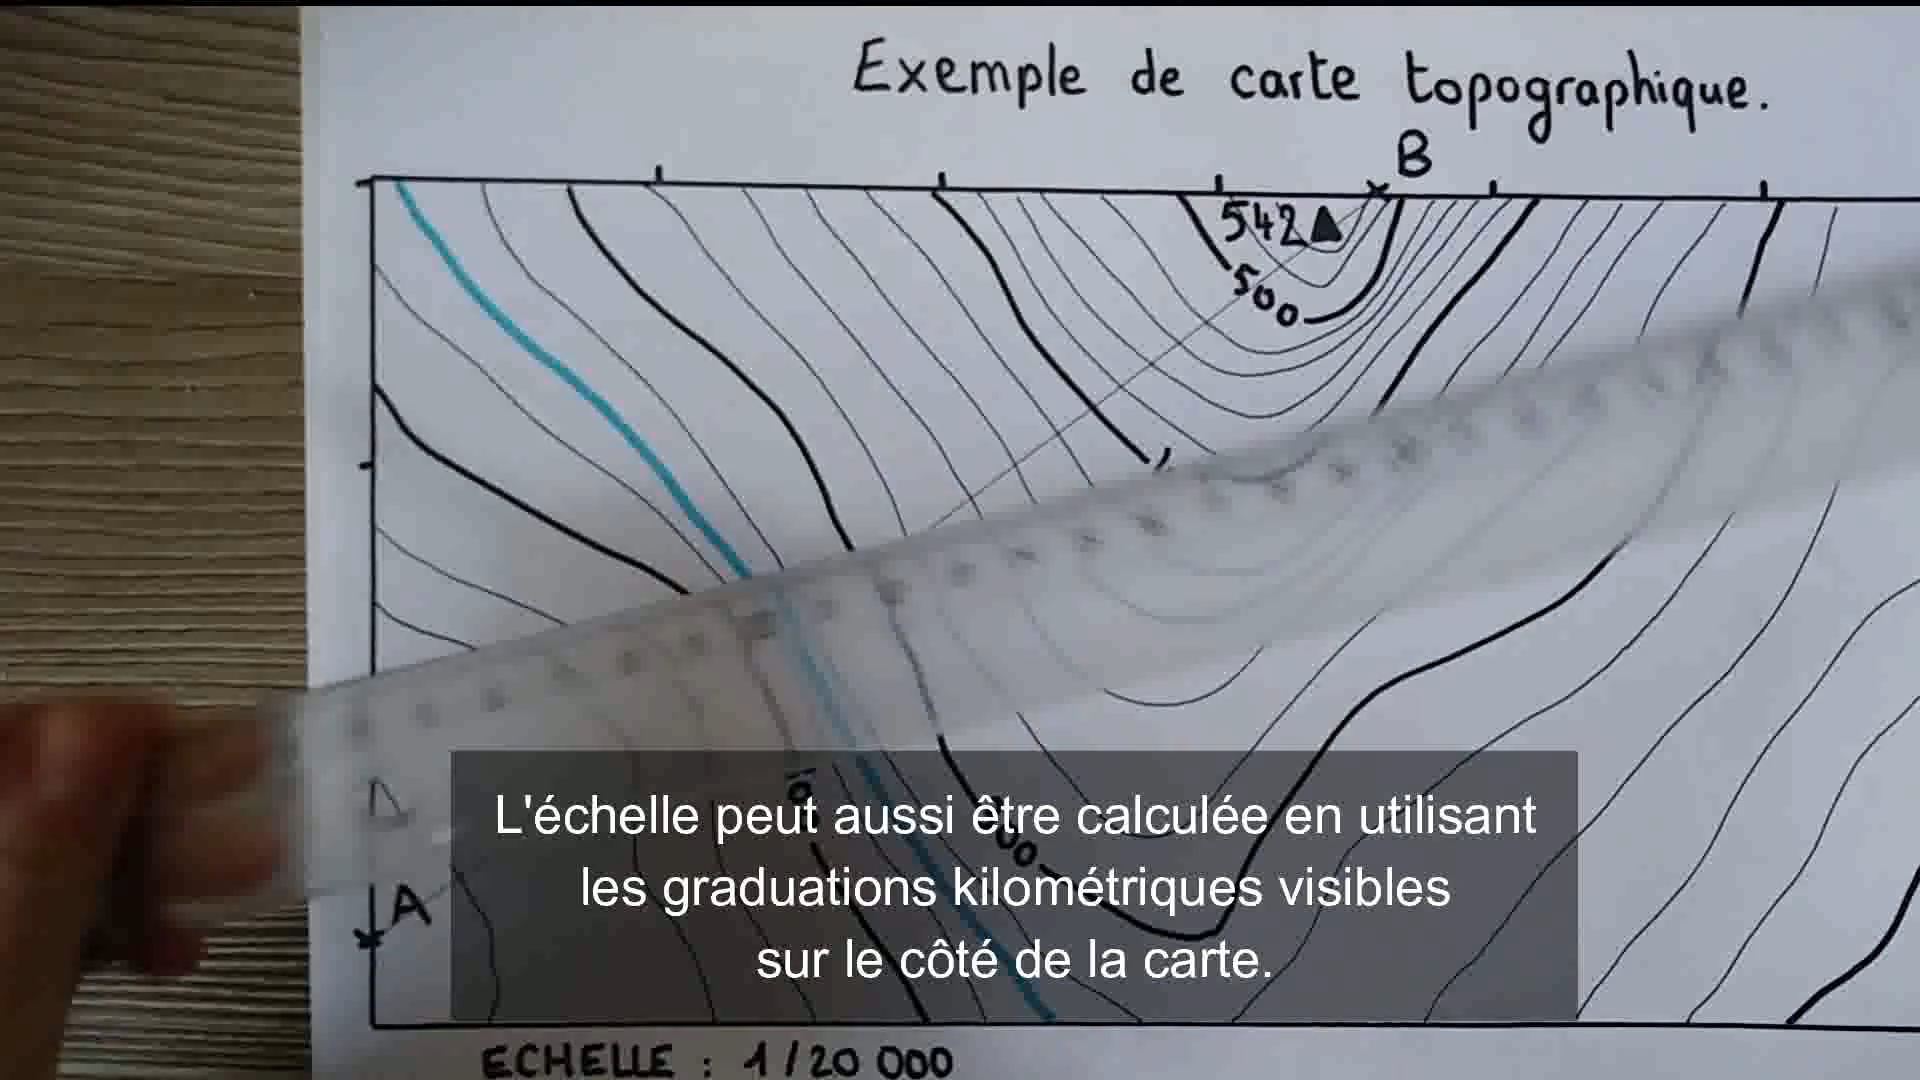 Exemple de carte topographique.
B
542
500
A
L'échelle peut aussi être calculée en utilisant
les graduations kilométriques visibles
sur le côté de la carte.
ECHELLE : 1/20 000